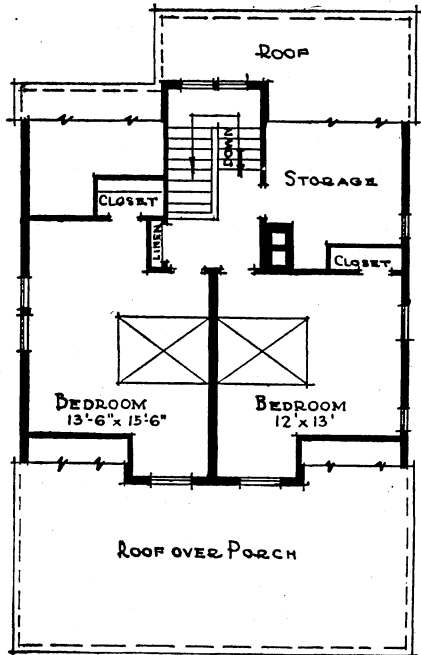 ROOF
DOWN
STORAGE
CLOSET
LINEN
CLOSET
BEDROOM
13'-6" x 15'6"
BEDROOM
12' x 13'
ROOF OVER PORCH